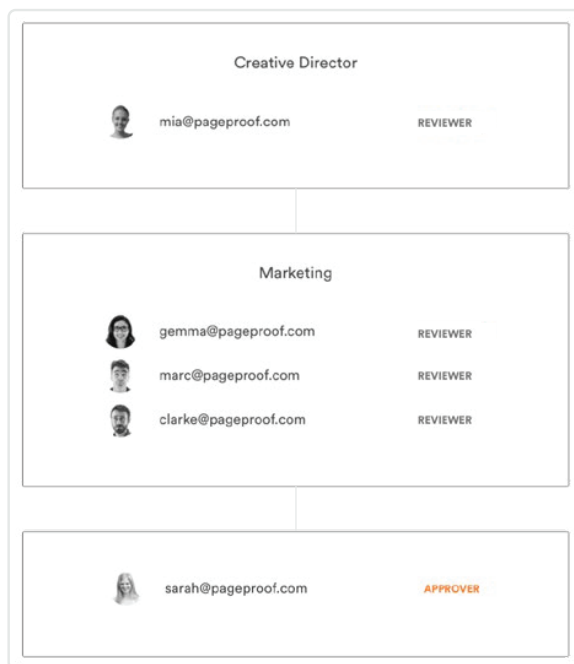 Creative Director
mia@pageproof.com REVIEWER
Marketing
gemma@pageproof.com REVIEWER
marc@pageproof.com REVIEWER
clarke@pageproof.com REVIEWER
sarah@pageproof.com APPROVER